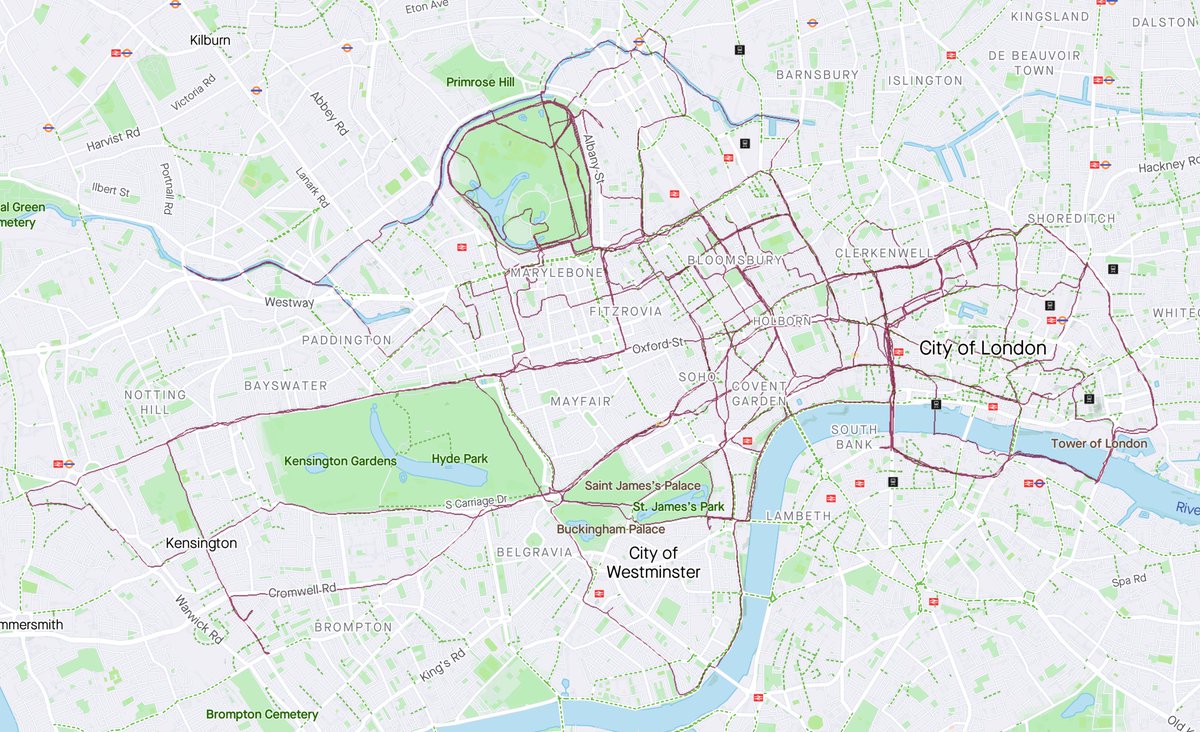 Eton Ave
KINGSLAND
DALSTON
Kilburn
DE BEAUVOIR
TOWN
BARNSBURY
ISLINGTON
Primrose Hill
Victoria Rd
Abbey Rd
Harvist Rd
Albany St
Hackney Rd
Portnall Rd
Ilbert St
Lanark Rd
al Green
metery
SHOREDITCH
CLERKENWELL
BLOOMSBURY
MARYLEBONE
Westway
FITZROVIA
WHITEC
HOLBORN
PADDINGTON
Oxford St
City of London
SOHO
BAYSWATER
COVENT
GARDEN
NOTTING
HILL
MAYFAIR
SOUTH
BANK
Tower of London
Kensington Gardens
Hyde Park
Saint James's Palace
S Carriage Dr
St. James's Park
River
LAMBETH
Buckingham Palace
Kensington
BELGRAVIA
City of
Westminster
Spa Rd
Cromwell Rd
mmersmith
Warwick Rd
BROMPTON
King's Rd
Brompton Cemetery
Old K